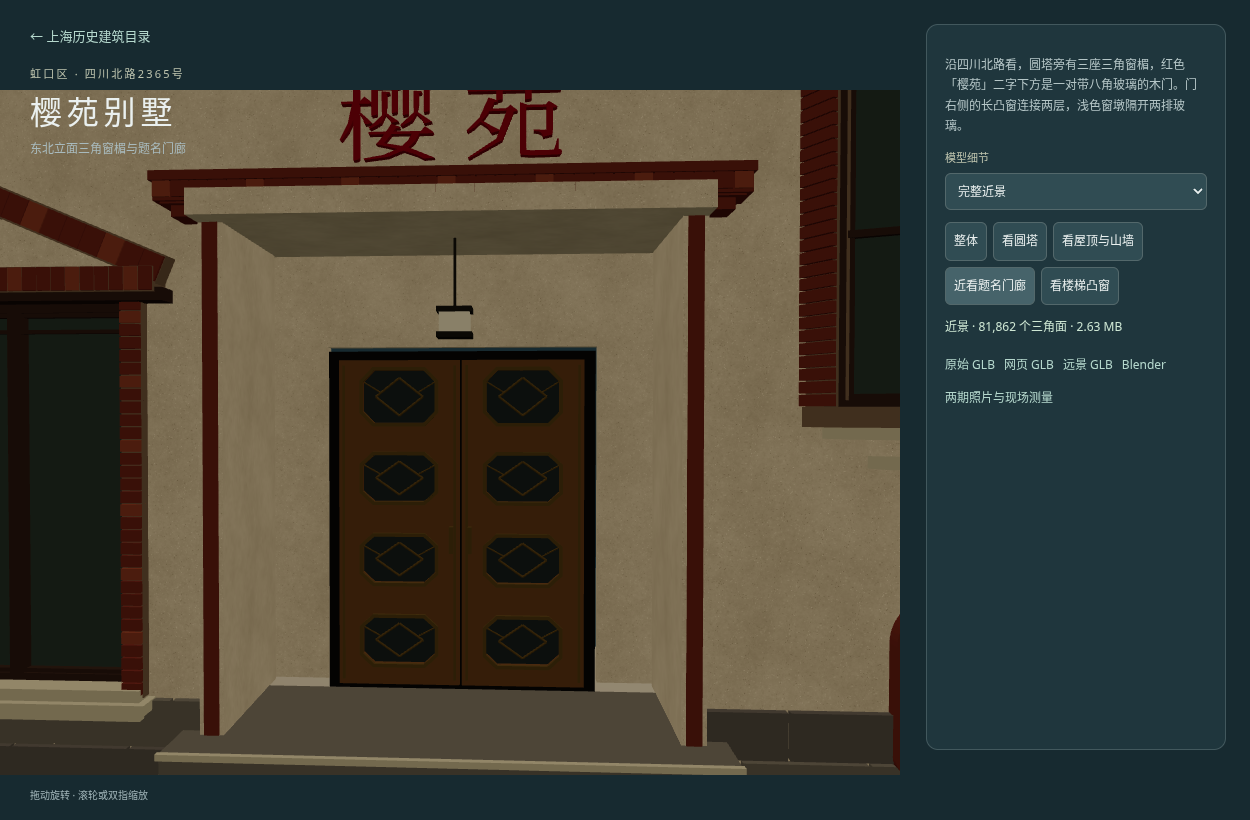 ← 上海历史建筑目录
虹口区 · 四川北路2365号
樱苑别墅
东北立面三角窗楣与题名门廊
樱苑
拖动旋转 · 滚轮或双指缩放
沿四川北路看，圆塔旁有三座三角窗楣，红色
「樱苑」二字下方是一对带八角玻璃的木门。门
右侧的长凸窗连接两层，浅色窗墩隔开两排玻
璃。
模型细节
完整近景
整体 看圆塔 看屋顶与山墙
近看题名门廊 看楼梯凸窗
近景 · 81,862 个三角面 · 2.63 MB
原始 GLB 网页 GLB 远景 GLB Blender
两期照片与现场测量